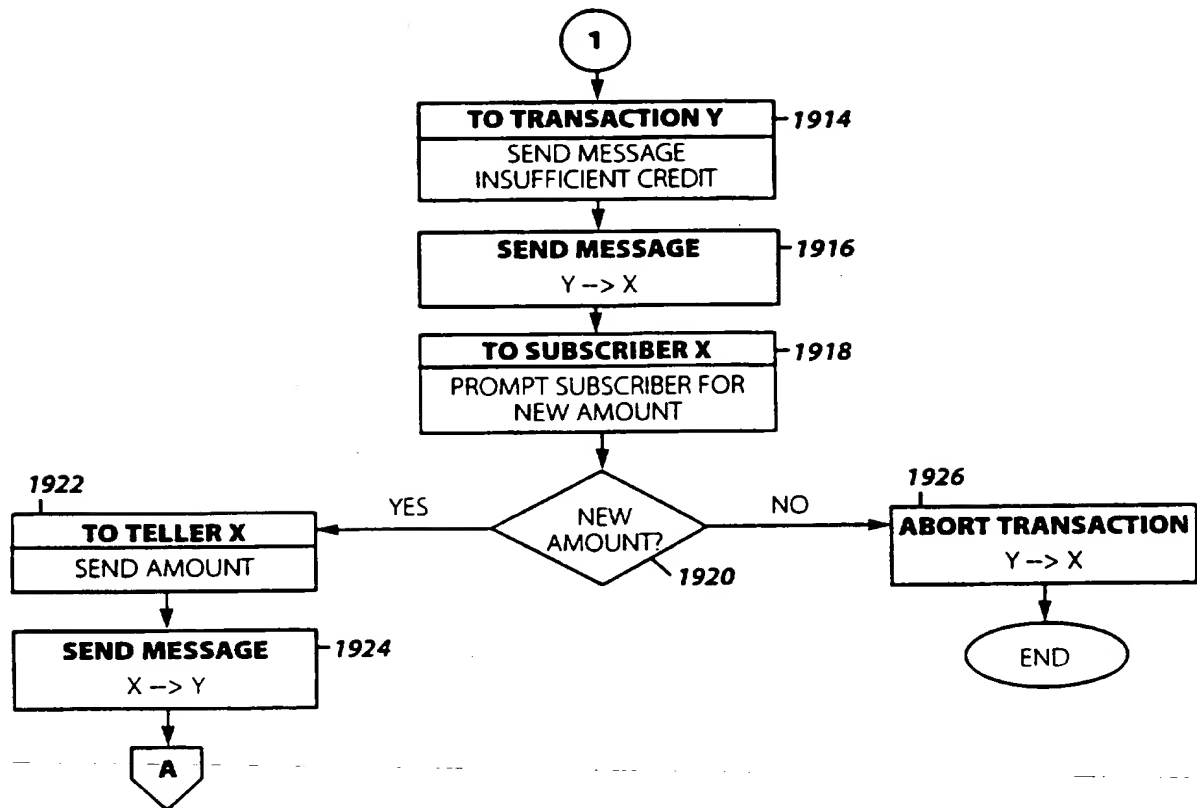 1
TO TRANSACTION Y
1914
SEND MESSAGE
INSUFFICIENT CREDIT
SEND MESSAGE
1916
Y --> X
TO SUBSCRIBER X
1918
PROMPT SUBSCRIBER FOR
NEW AMOUNT
NEW
AMOUNT?
1920
YES
NO
1922
TO TELLER X
SEND AMOUNT
SEND MESSAGE
1924
X --> Y
A
1926
ABORT TRANSACTION
Y --> X
END